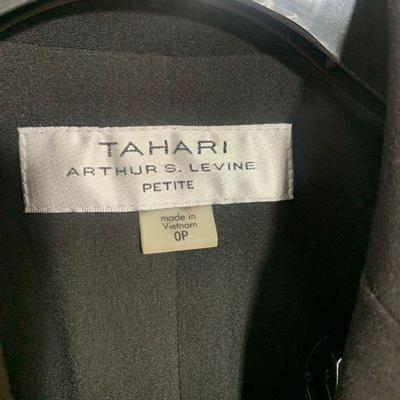 TAHARI
ARTHUR S. LEVINE
PETITE
made in
Vietnam
0P